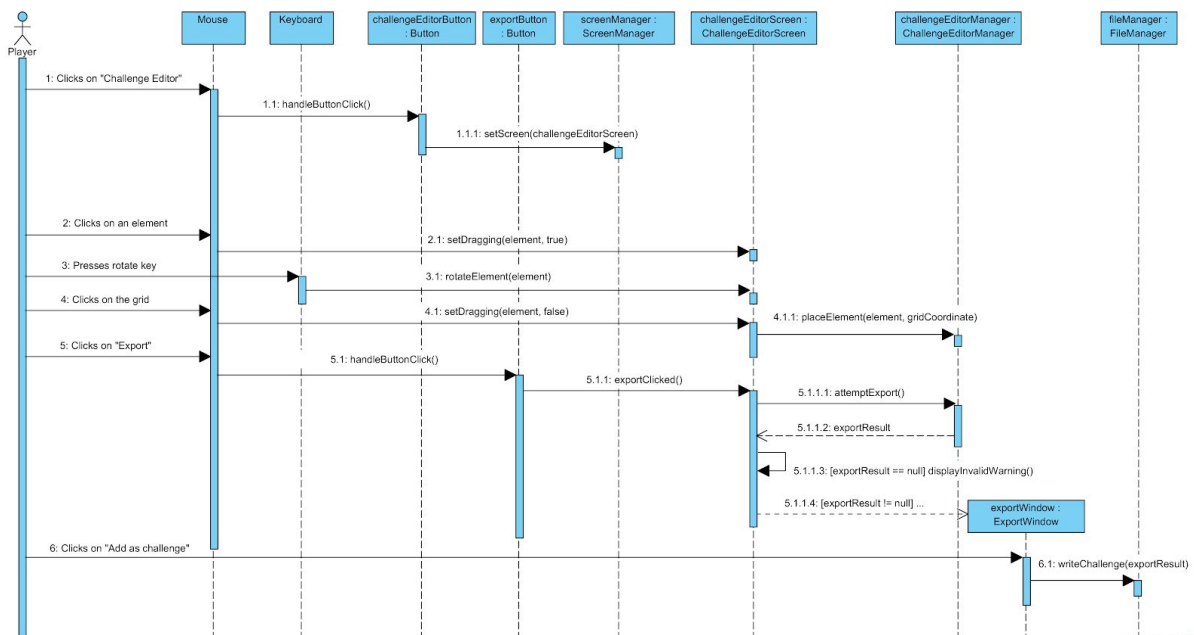 Mouse
Keyboard
challengeEditorButton
: Button
exportButton
: Button
screenManager :
ScreenManager
challengeEditorScreen :
ChallengeEditorScreen
challengeEditorManager :
ChallengeEditorManager
fileManager :
FileManager
Player
1: Clicks on "Challenge Editor"
1.1: handleButtonClick()
1.1.1: setScreen(challengeEditorScreen)
2: Clicks on an element
2.1: setDragging(element, true)
3: Presses rotate key
3.1: rotateElement(element)
4: Clicks on the grid
4.1: setDragging(element, false)
4.1.1: placeElement(element, gridCoordinate)
5: Clicks on "Export"
5.1: handleButtonClick()
5.1.1: exportClicked()
5.1.1.1: attemptExport()
5.1.1.2: exportResult
5.1.1.3: [exportResult == null] displayInvalidWarning()
5.1.1.4: [exportResult != null] ...
exportWindow :
ExportWindow
6: Clicks on "Add as challenge"
6.1: writeChallenge(exportResult)